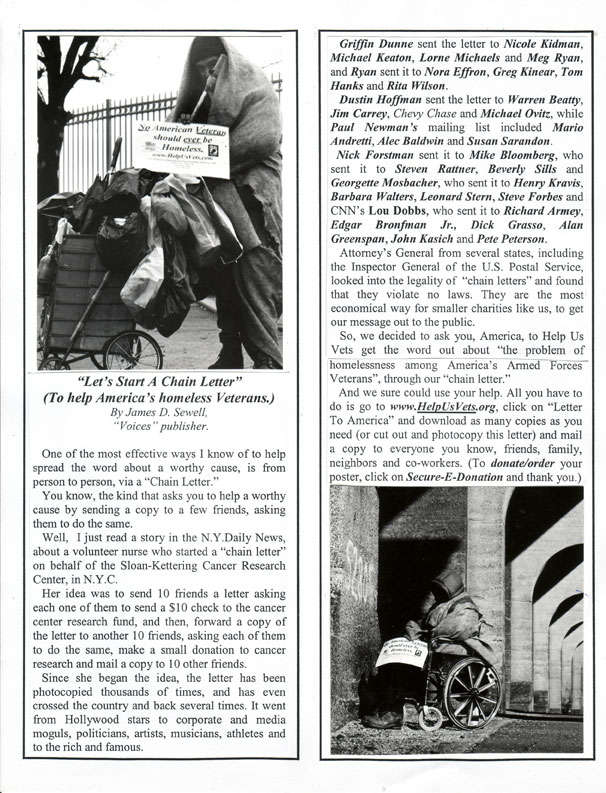 No American Veteran
should ever be
Homeless.
www.HelpUsVets.com
"Let's Start A Chain Letter"
(To help America's homeless Veterans.)
By James D. Sewell,
"Voices" publisher.
One of the most effective ways I know of to help
spread the word about a worthy cause, is from
person to person, via a "Chain Letter."
You know, the kind that asks you to help a worthy
cause by sending a copy to a few friends, asking
them to do the same.
Well, I just read a story in the N.Y.Daily News,
about a volunteer nurse who started a "chain letter"
on behalf of the Sloan-Kettering Cancer Research
Center, in N.Y.C.
Her idea was to send 10 friends a letter asking
each one of them to send a $10 check to the cancer
center research fund, and then, forward a copy of
the letter to another 10 friends, asking each of them
to do the same, make a small donation to cancer
research and mail a copy to 10 other friends.
Since she began the idea, the letter has been
photocopied thousands of times, and has even
crossed the country and back several times. It went
from Hollywood stars to corporate and media
moguls, politicians, artists, musicians, athletes and
to the rich and famous.
Griffin Dunne sent the letter to Nicole Kidman,
Michael Keaton, Lorne Michaels and Meg Ryan,
and Ryan sent it to Nora Effron, Greg Kinear, Tom
Hanks and Rita Wilson.
Dustin Hoffman sent the letter to Warren Beatty,
Jim Carrey, Chevy Chase and Michael Ovitz, while
Paul Newman's mailing list included Mario
Andretti, Alec Baldwin and Susan Sarandon.
Nick Forstman sent it to Mike Bloomberg, who
sent it to Steven Rattner, Beverly Sills and
Georgette Mosbacher, who sent it to Henry Kravis,
Barbara Walters, Leonard Stern, Steve Forbes and
CNN's Lou Dobbs, who sent it to Richard Armey,
Edgar Bronfman Jr., Dick Grasso, Alan
Greenspan, John Kasich and Pete Peterson.
Attorney's General from several states, including
the Inspector General of the U.S. Postal Service,
looked into the legality of "chain letters" and found
that they violate no laws. They are the most
economical way for smaller charities like us, to get
our message out to the public.
So, we decided to ask you, America, to Help Us
Vets get the word out about "the problem of
homelessness among America's Armed Forces
Veterans", through our "chain letter."
And we sure could use your help. All you have to
do is go to www.HelpUsVets.org, click on "Letter
To America" and download as many copies as you
need (or cut out and photocopy this letter) and mail
a copy to everyone you know, friends, family,
neighbors and co-workers. (To donate/order your
poster, click on Secure-E-Donation and thank you.)
No American Veteran
should ever be
Homeless.